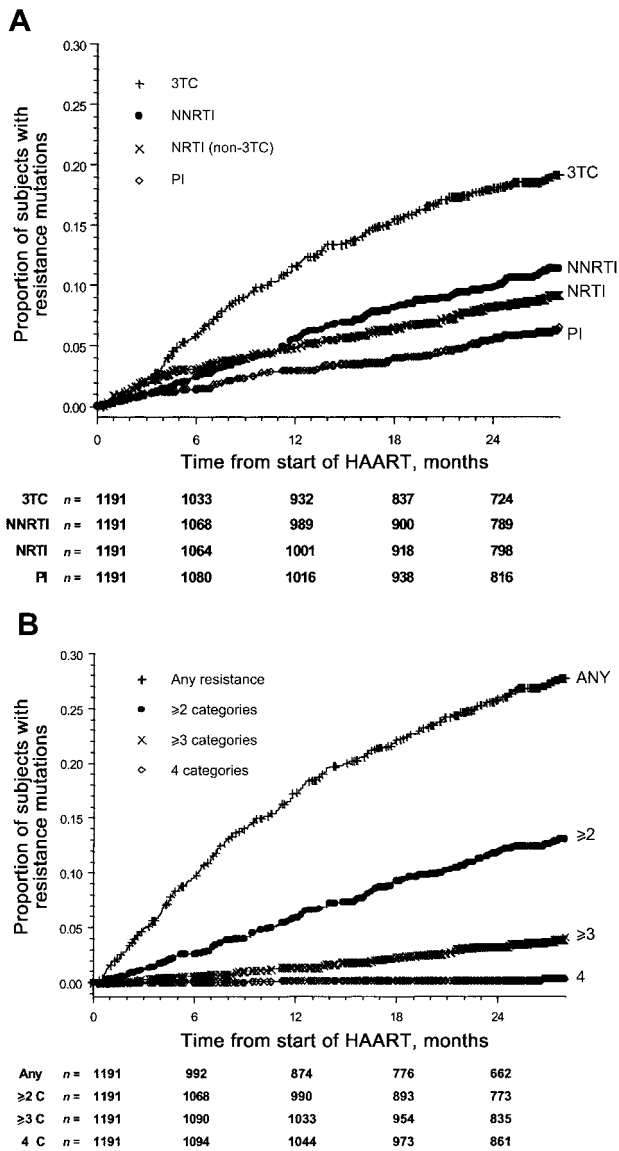 A
0.30
3TC
NNRTI
0.25
NRTI (non-3TC)
PI
0.20
3TC
0.15
NNRTI
0.10
NRTI
PI
0.05
0.00
Proportion of subjects with
resistance mutations
0 6 12 18 24
Time from start of HAART, months
3TC n = 1191 1033 932 837 724
NNRTI n = 1191 1068 989 900 789
NRTI n = 1191 1064 1001 918 798
PI n = 1191 1080 1016 938 816
B
0.30
Any resistance
ANY
≥2 categories
0.25
≥3 categories
4 categories
0.20
0.15
≥2
0.10
0.05
≥3
0.00
4
Proportion of subjects with
resistance mutations
0 6 12 18 24
Time from start of HAART, months
Any n = 1191 992 874 776 662
≥2 C n = 1191 1068 990 893 773
≥3 C n = 1191 1090 1033 954 835
4 C n = 1191 1094 1044 973 861